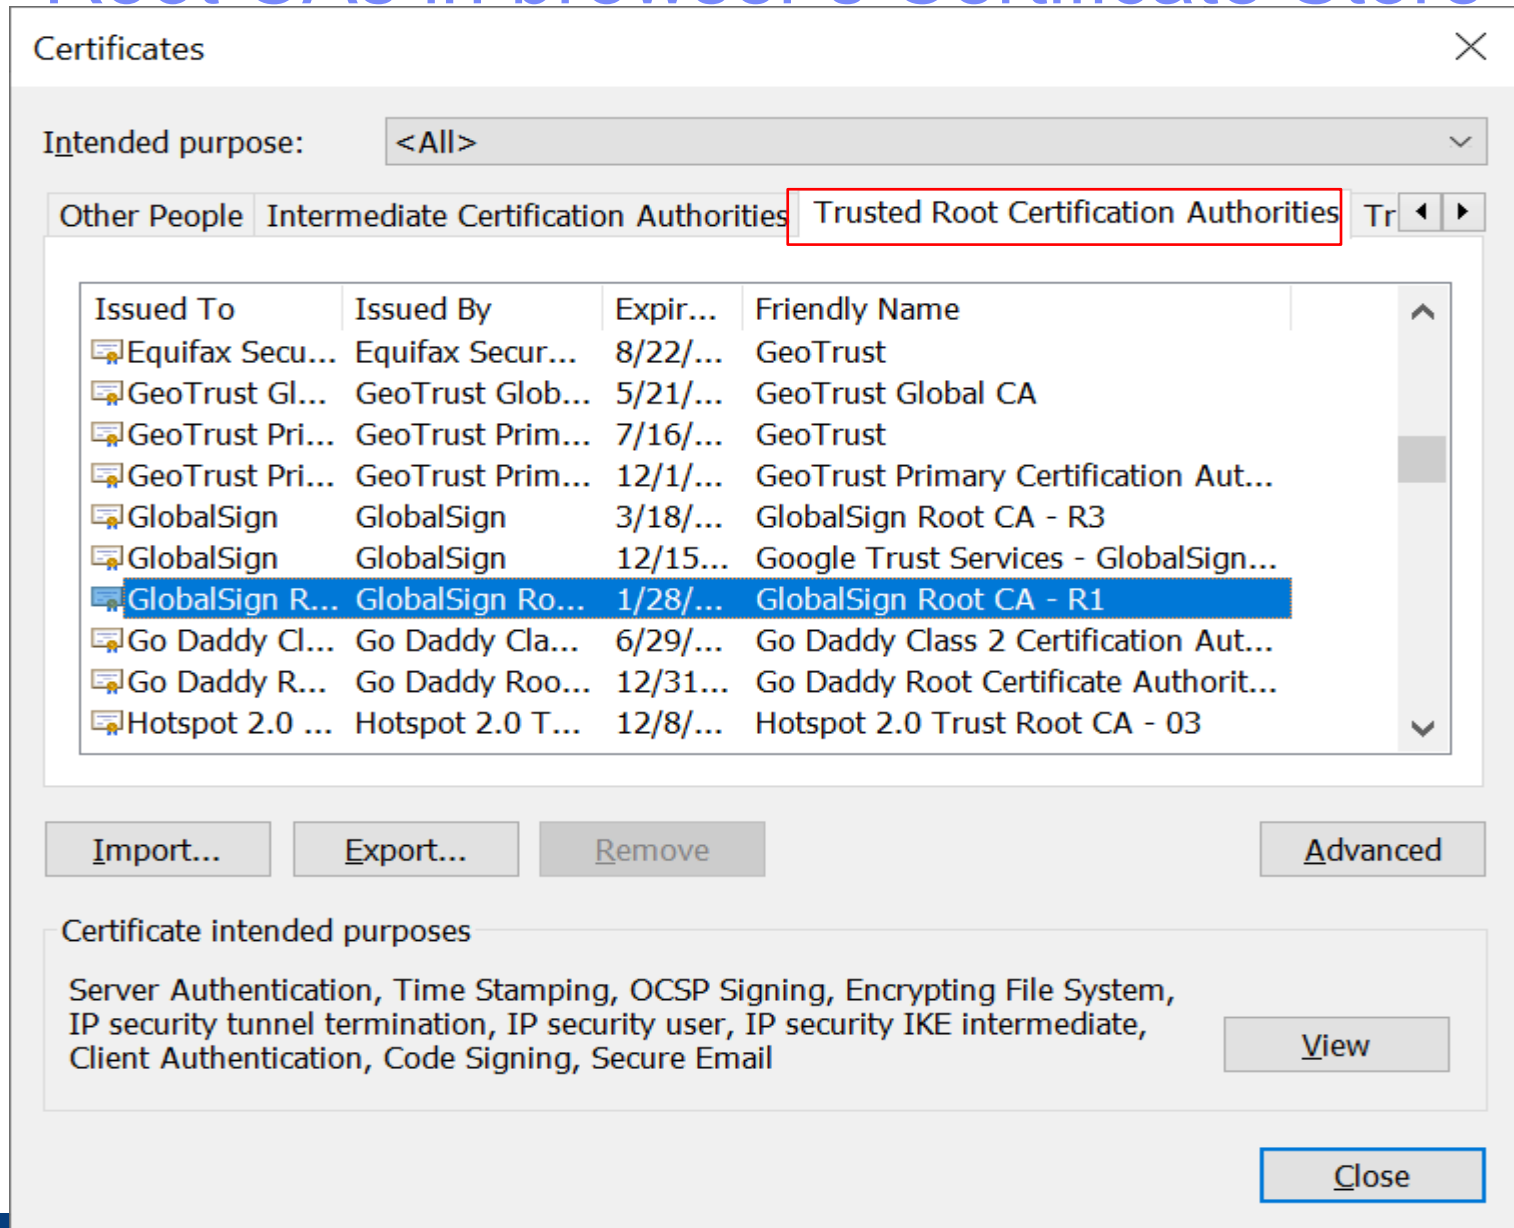 Root CAs in browser's Certificate Store
Certificates
Intended purpose: <All>
Other People Intermediate Certification Authorities Trusted Root Certification Authorities Tr
Issued To Issued By Expir... Friendly Name
Equifax Secu... Equifax Secur... 8/22/... GeoTrust
GeoTrust Gl... GeoTrust Glob... 5/21/... GeoTrust Global CA
GeoTrust Pri... GeoTrust Prim... 7/16/... GeoTrust
GeoTrust Pri... GeoTrust Prim... 12/1/... GeoTrust Primary Certification Aut...
GlobalSign GlobalSign 3/18/... GlobalSign Root CA - R3
GlobalSign GlobalSign 12/15... Google Trust Services - GlobalSign...
GlobalSign R... GlobalSign Ro... 1/28/... GlobalSign Root CA - R1
Go Daddy Cl... Go Daddy Cla... 6/29/... Go Daddy Class 2 Certification Aut...
Go Daddy R... Go Daddy Roo... 12/31... Go Daddy Root Certificate Authorit...
Hotspot 2.0 ... Hotspot 2.0 T... 12/8/... Hotspot 2.0 Trust Root CA - 03
Import... Export... Remove Advanced
Certificate intended purposes
Server Authentication, Time Stamping, OCSP Signing, Encrypting File System,
IP security tunnel termination, IP security user, IP security IKE intermediate,
Client Authentication, Code Signing, Secure Email
View
Close